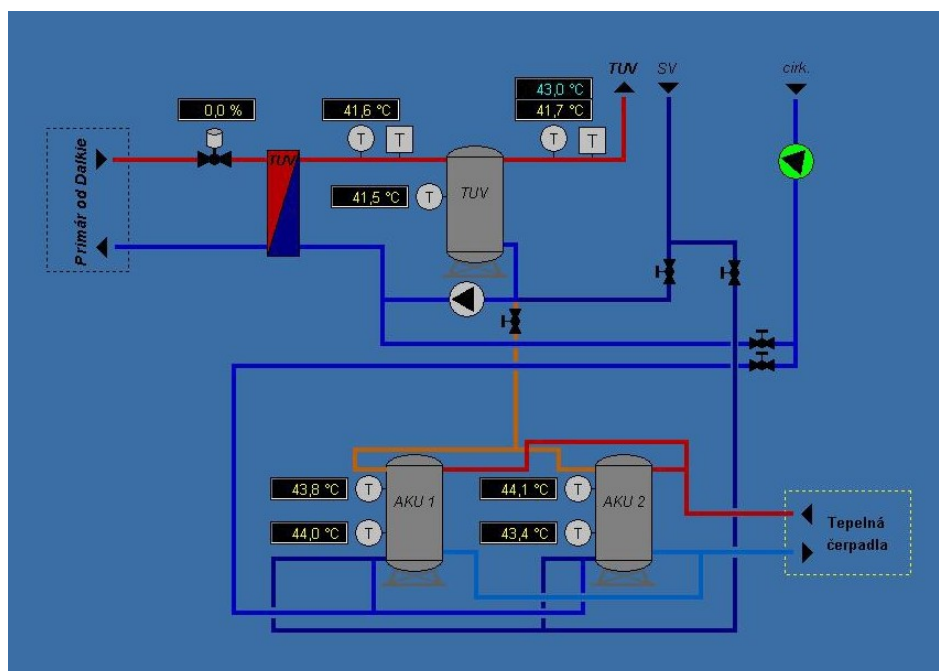 TUV
SV
cirk.
0,0 %
41,6 °C
43,0 °C
41,7 °C
T
T
T
T
Primár od Dalkie
TUV
41,5 °C
T
TUV
43,8 °C
T
AKU 1
44,1 °C
T
AKU 2
44,0 °C
T
43,4 °C
T
Tepelná
čerpadla